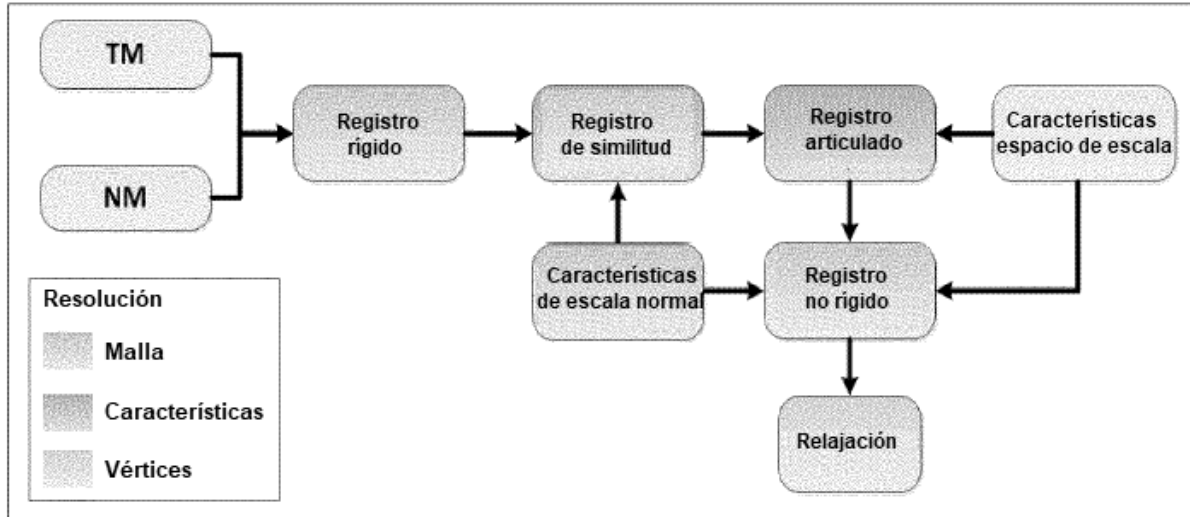 TM
NM
Registro
rígido
Registro
de similitud
Registro
articulado
Características
espacio de escala
Características
de escala normal
Registro
no rígido
Relajación
Resolución
Malla
Características
Vértices